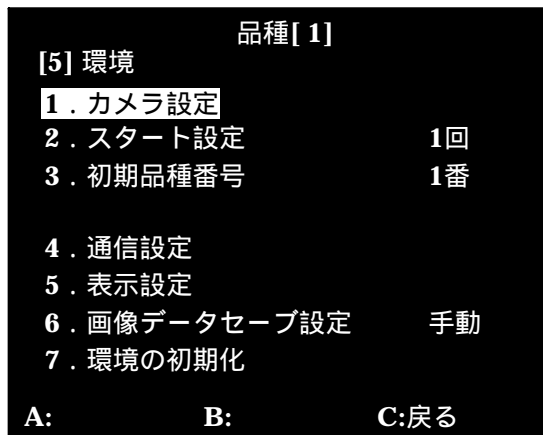 品種[ 1]
[5] 環境
1．カメラ設定
2．スタート設定 1回
3．初期品種番号 1番
4．通信設定
5．表示設定
6．画像データセーブ設定 手動
7．環境の初期化
A: B: C:戻る